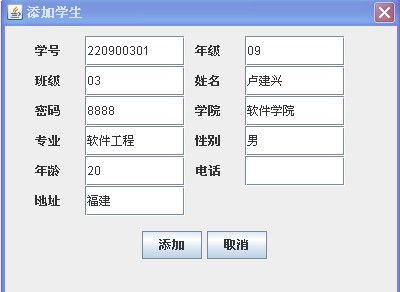 添加学生
学号 220900301 年级 09
班级 03 姓名 卢建兴
密码 8888 学院 软件学院
专业 软件工程 性别 男
年龄 20 电话
地址 福建
添加 取消